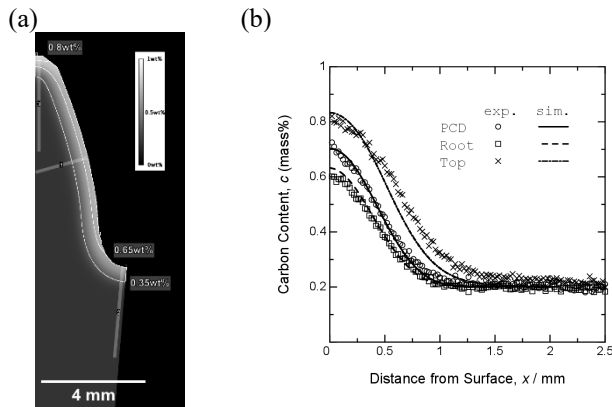 (a)
0.8wt%
1wt%
0.5wt%
0wt%
0.65wt%
0.35wt%
4 mm
(b)
Carbon Content, c (mass%)
1
0.8
0.6
0.4
0.2
0
exp. sim.
PCD
Root
Top
0 0.5 1 1.5 2 2.5
Distance from Surface, x / mm